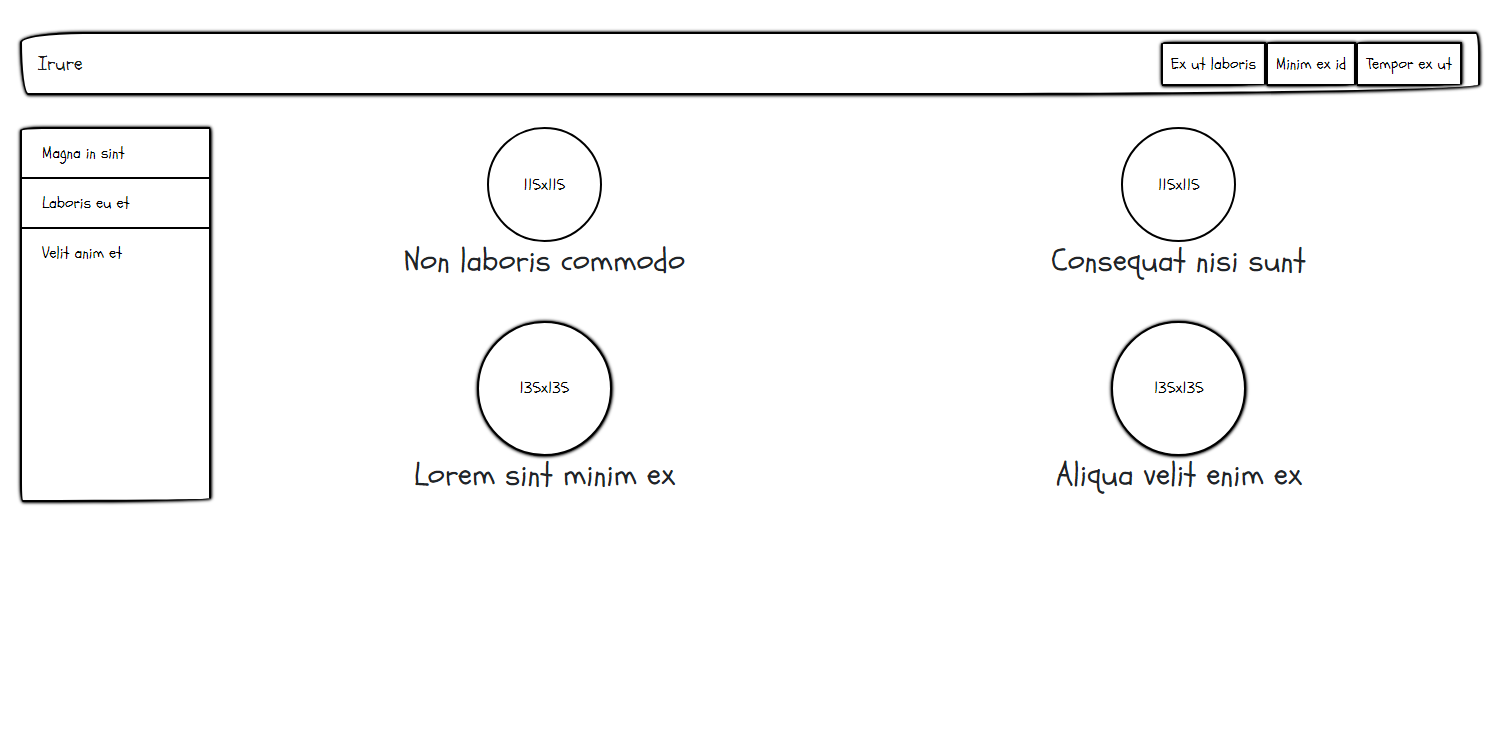 Irure
Ex ut laboris
Minim ex id
Tempor ex ut
Magna in sint
Laboris eu et
Velit anim et
115x115
Non laboris commodo
115x115
Consequat nisi sunt
135x135
Lorem sint minim ex
135x135
Aliqua velit enim ex